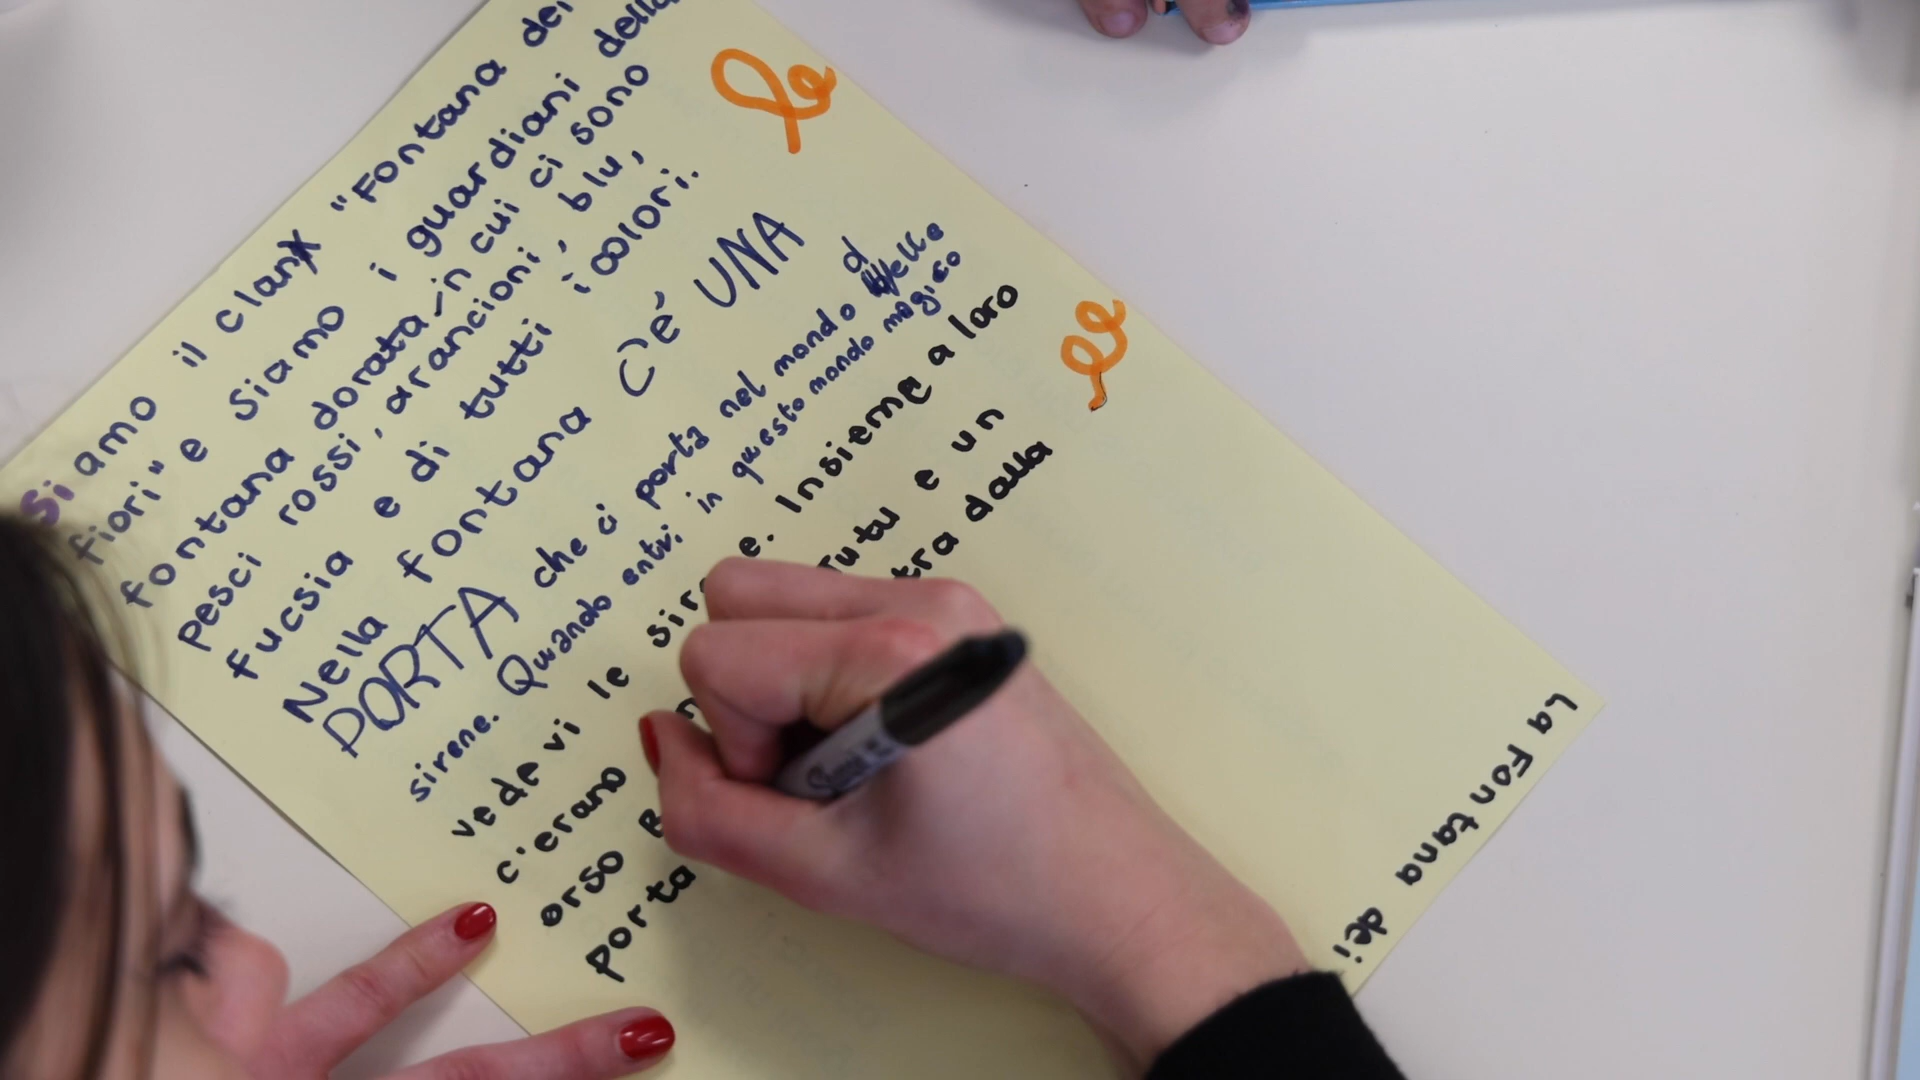 Siamo il clan "Fontana dei
fiori" e siamo i guardiani della
fontana dorata in cui ci sono
pesci rossi, arancioni, blu,
fucsia e di tutti i colori.
Nella fontana C'è UNA
PORTA che ci porta nel mondo delle
sirene. Quando entri in questo mondo magico
vedevi le e. Insieme a loro
c'erano tutu e un
orso
porta dalla
La Fontana
dei